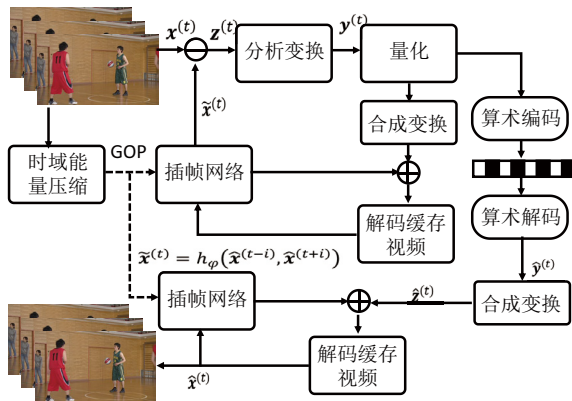 x^(t)
z^(t)
分析变换
y^(t)
量化
x̃^(t)
合成变换
算术编码
时域能
量压缩
GOP
插帧网络
解码缓存
视频
算术解码
x̃^(t) = h_φ(x̂^(t−i), x̂^(t+i))
ŷ^(t)
插帧网络
ẑ^(t)
合成变换
解码缓存
视频
x̂^(t)